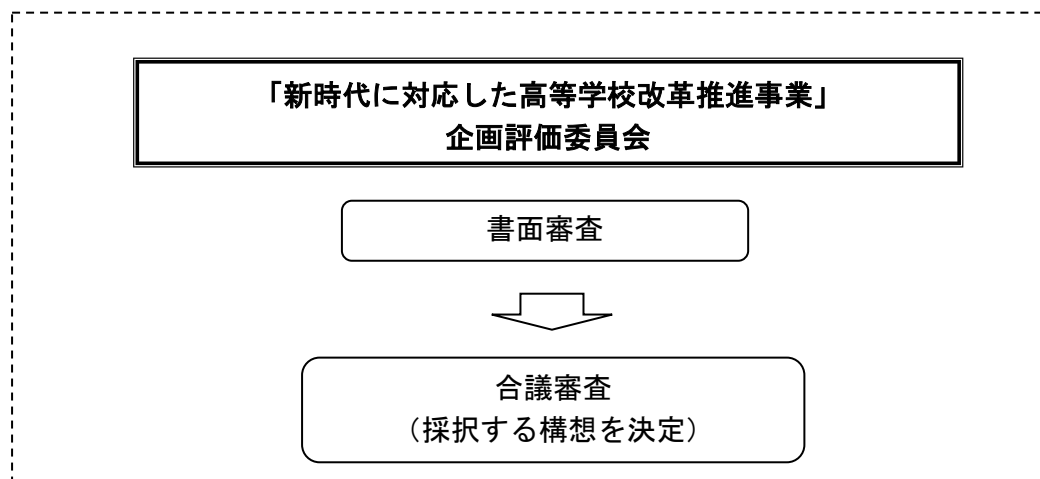 「新時代に対応した高等学校改革推進事業」
企画評価委員会
書面審査
合議審査
（採択する構想を決定）